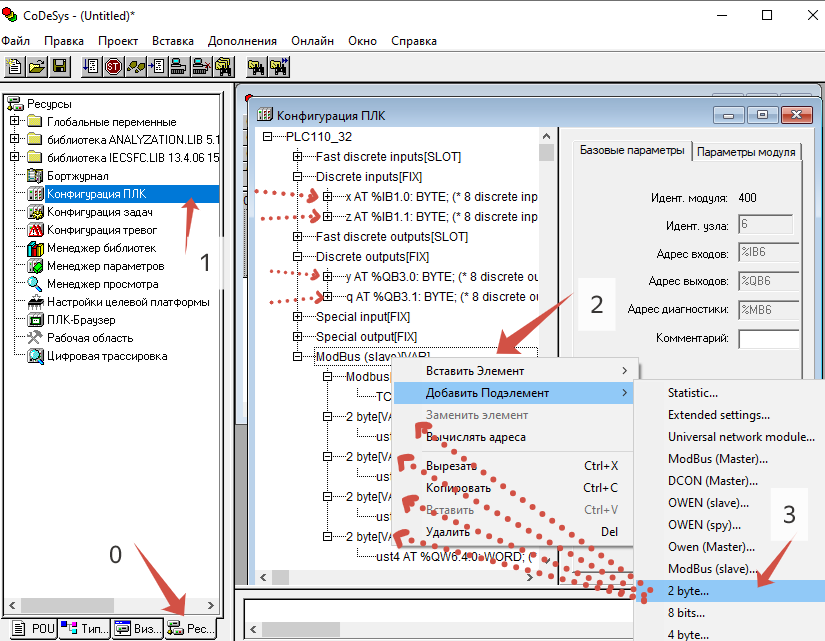 CoDeSys - (Untitled)*
Файл Правка Проект Вставка Дополнения Онлайн Окно Справка
Ресурсы
Глобальные переменные
библиотека ANALYZATION.LIB 5.1
библиотека IECSFC.LIB 13.4.06 15
Бортжурнал
Конфигурация ПЛК
Конфигурация задач
Конфигурация тревог
Менеджер библиотек
Менеджер параметров
Менеджер просмотра
Настройки целевой платформы
ПЛК-Браузер
Рабочая область
Цифровая трассировка
1
0
POU Тип... Виз... Рес...
Конфигурация ПЛК
PLC110_32
Fast discrete inputs[SLOT]
Discrete inputs[FIX]
x AT %IB1.0: BYTE; (* 8 discrete inp
z AT %IB1.1: BYTE; (* 8 discrete inp
Fast discrete outputs[SLOT]
Discrete outputs[FIX]
y AT %QB3.0: BYTE; (* 8 discrete ou
q AT %QB3.1: BYTE; (* 8 discrete ou
Special input[FIX]
Special output[FIX]
ModBus (slave)[VAR]
Modbus[
TC
2 byte[VA
ust
2 byte[VA
ust
2 byte[VA
ust
2 byte[VA
ust4 AT %QW6.4.0: WORD; (
Базовые параметры Параметры модуля
Идент. модуля: 400
Идент. узла: 6
Адрес входов: %IB6
Адрес выходов: %QB6
Адрес диагностики: %MB6
Комментарий:
2
Вставить Элемент
Добавить Подэлемент
Заменить элемент
Вычислять адреса
Вырезать Ctrl+X
Копировать Ctrl+C
Вставить Ctrl+V
Удалить Del
Statistic...
Extended settings...
Universal network module...
ModBus (Master)...
DCON (Master)...
OWEN (slave)...
OWEN (spy)...
Owen (Master)...
ModBus (slave)...
2 byte...
8 bits...
4 byte...
3